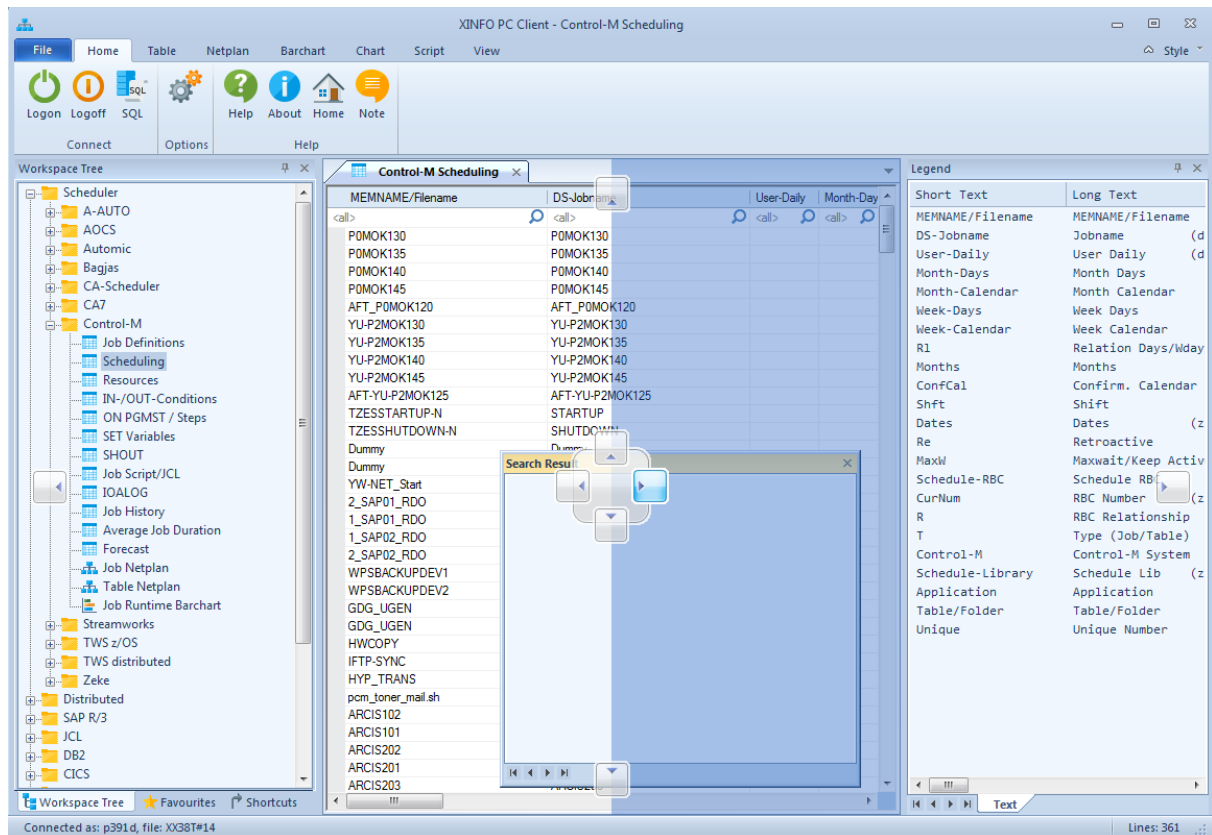 XINFO PC Client - Control-M Scheduling
File Home Table Netplan Barchart Chart Script View Style
SQL
Logon Logoff SQL Help About Home Note
Connect Options Help
Workspace Tree
Scheduler
A-AUTO
AOCS
Automic
Bagjas
CA-Scheduler
CA7
Control-M
Job Definitions
Scheduling
Resources
IN-/OUT-Conditions
ON PGMST / Steps
SET Variables
SHOUT
Job Script/JCL
IOALOG
Job History
Average Job Duration
Forecast
Job Netplan
Table Netplan
Job Runtime Barchart
Streamworks
TWS z/OS
TWS distributed
Zeke
Distributed
SAP R/3
JCL
DB2
CICS
Workspace Tree Favourites Shortcuts
Control-M Scheduling
MEMNAME/Filename DS-Jobname User-Daily Month-Day
<all> <all> <all> <all>
P0MOK130 P0MOK130
P0MOK135 P0MOK135
P0MOK140 P0MOK140
P0MOK145 P0MOK145
AFT_P0MOK120 AFT_P0MOK120
YU-P2MOK130 YU-P2MOK130
YU-P2MOK135 YU-P2MOK135
YU-P2MOK140 YU-P2MOK140
YU-P2MOK145 YU-P2MOK145
AFT-YU-P2MOK125 AFT-YU-P2MOK125
TZESSTARTUP-N STARTUP
TZESSHUTDOWN-N SHUTDOWN
Dummy Dummy
Dummy
YW-NET_Start
2_SAP01_RDO
1_SAP01_RDO
1_SAP02_RDO
2_SAP02_RDO
WPSBACKUPDEV1
WPSBACKUPDEV2
GDG_UGEN
GDG_UGEN
HWCOPY
IFTP-SYNC
HYP_TRANS
pcm_toner_mail.sh
ARCIS102
ARCIS101
ARCIS202
ARCIS201
ARCIS203
Search Result
Legend
Short Text Long Text
MEMNAME/Filename MEMNAME/Filename
DS-Jobname Jobname (d
User-Daily User Daily (d
Month-Days Month Days
Month-Calendar Month Calendar
Week-Days Week Days
Week-Calendar Week Calendar
Rl Relation Days/Wday
Months Months
ConfCal Confirm. Calendar
Shft Shift
Dates Dates (z
Re Retroactive
MaxW Maxwait/Keep Activ
Schedule-RBC Schedule RBC
CurNum RBC Number (z
R RBC Relationship
T Type (Job/Table)
Control-M Control-M System
Schedule-Library Schedule Lib (z
Application Application
Table/Folder Table/Folder
Unique Unique Number
Text
Connected as: p391d, file: XX38T#14 Lines: 361